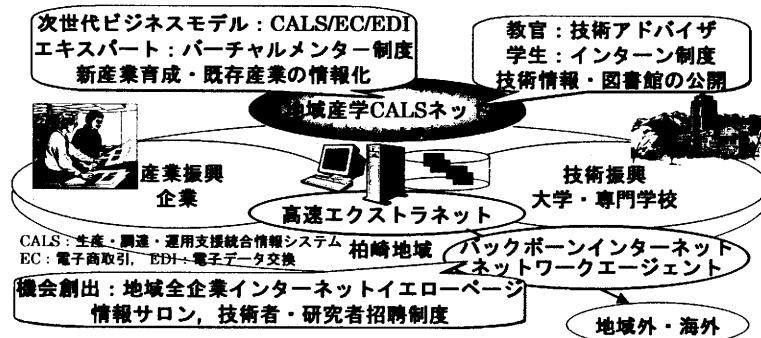 次世代ビジネスモデル：CALS/EC/EDI
エキスパート：バーチャルメンター制度
新産業育成・既存産業の情報化
教官：技術アドバイザ
学生：インターン制度
技術情報・図書館の公開
地域産学CALSネッ
産業振興
企業
技術振興
大学・専門学校
高速エクストラネット
CALS：生産・調達・運用支援統合情報システム
EC：電子商取引， EDI：電子データ交換
柏崎地域
バックボーンインターネット
ネットワークエージェント
機会創出：地域全企業インターネットイエローページ
情報サロン，技術者・研究者招聘制度
地域外・海外